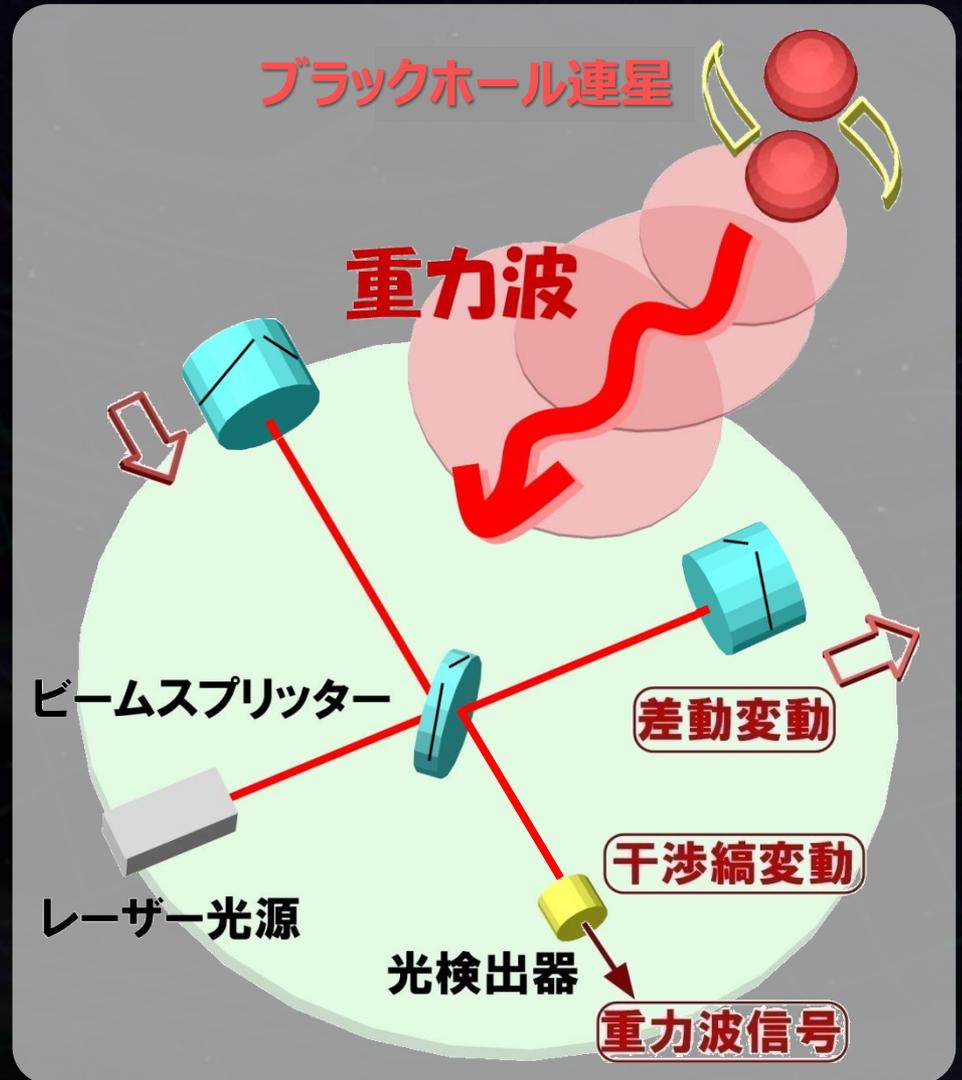 ブラックホール連星
重力波
ビームスプリッター
差動変動
干渉縞変動
レーザー光源
光検出器
重力波信号